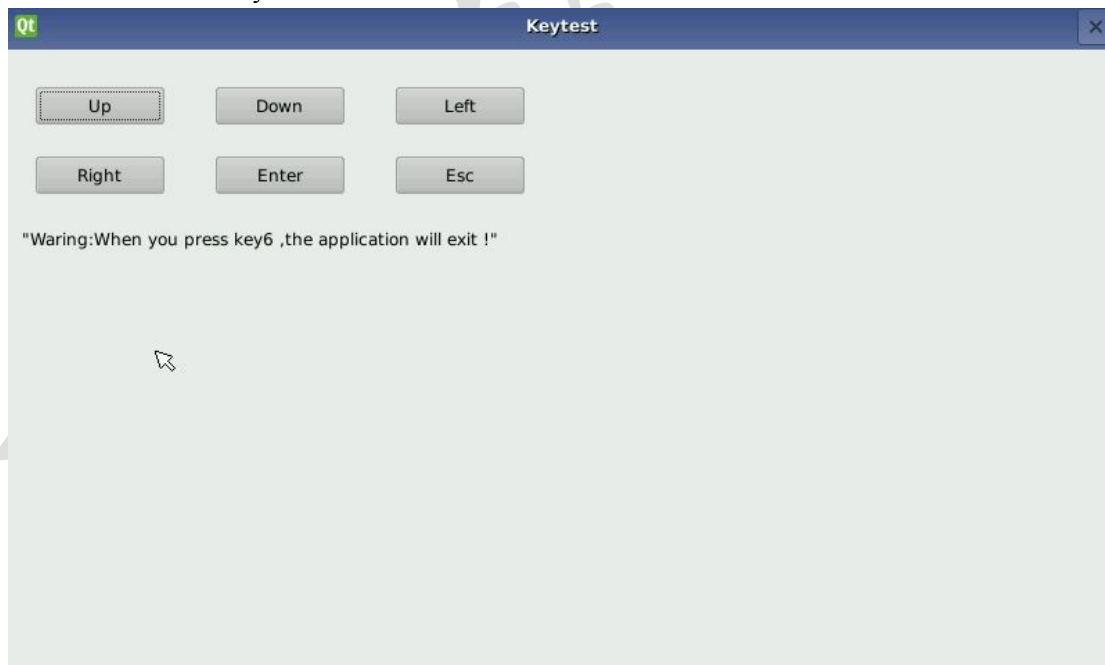 Qt Keytest
Up Down Left
Right Enter Esc
"Waring:When you press key6 ,the application will exit !"